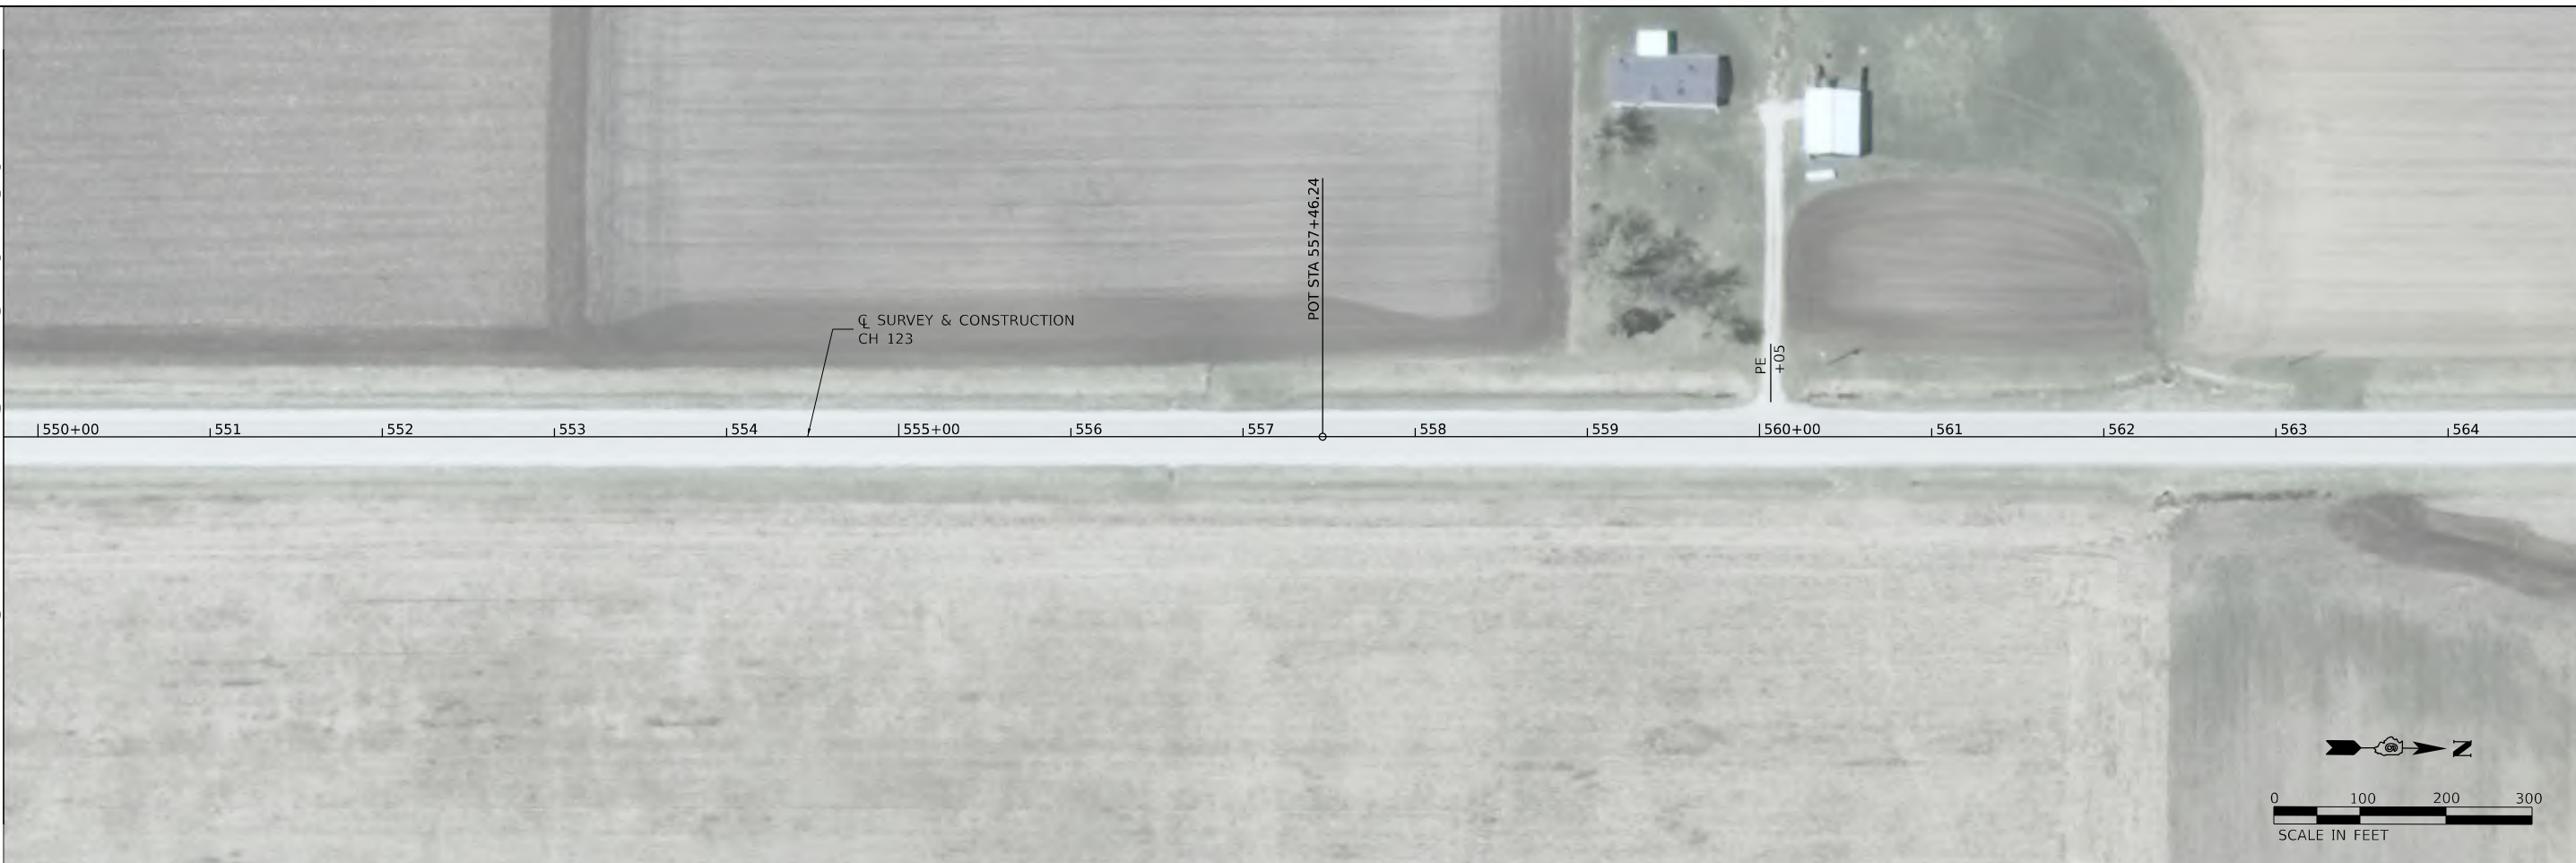 POT STA 557+46.24
℄ SURVEY & CONSTRUCTION
CH 123
PE
+05
550+00 551 552 553 554 555+00 556 557 558 559 560+00 561 562 563 564
N
0 100 200 300
SCALE IN FEET